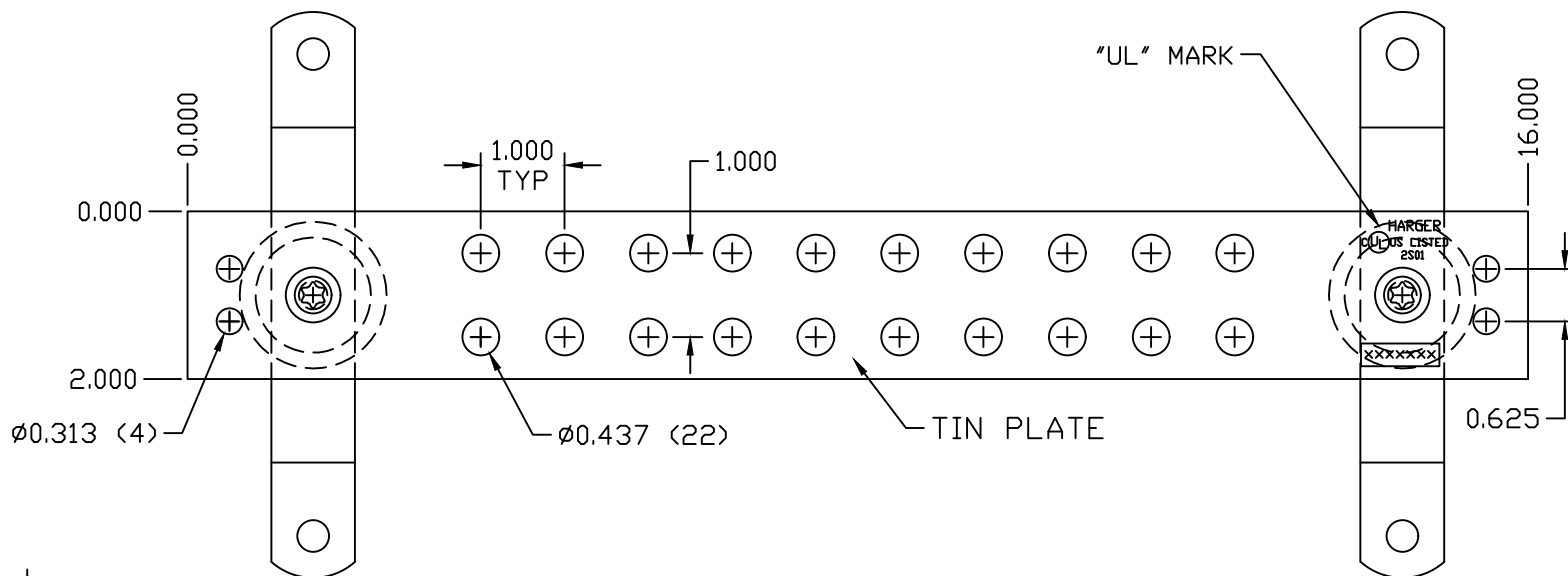 "UL" MARK
0.000
16.000
1.000
TYP
1.000
0.000
HARGER
C UL US LISTED
2S01
2.000
XXXXXXX
Ø0.313 (4)
Ø0.437 (22)
TIN PLATE
0.625